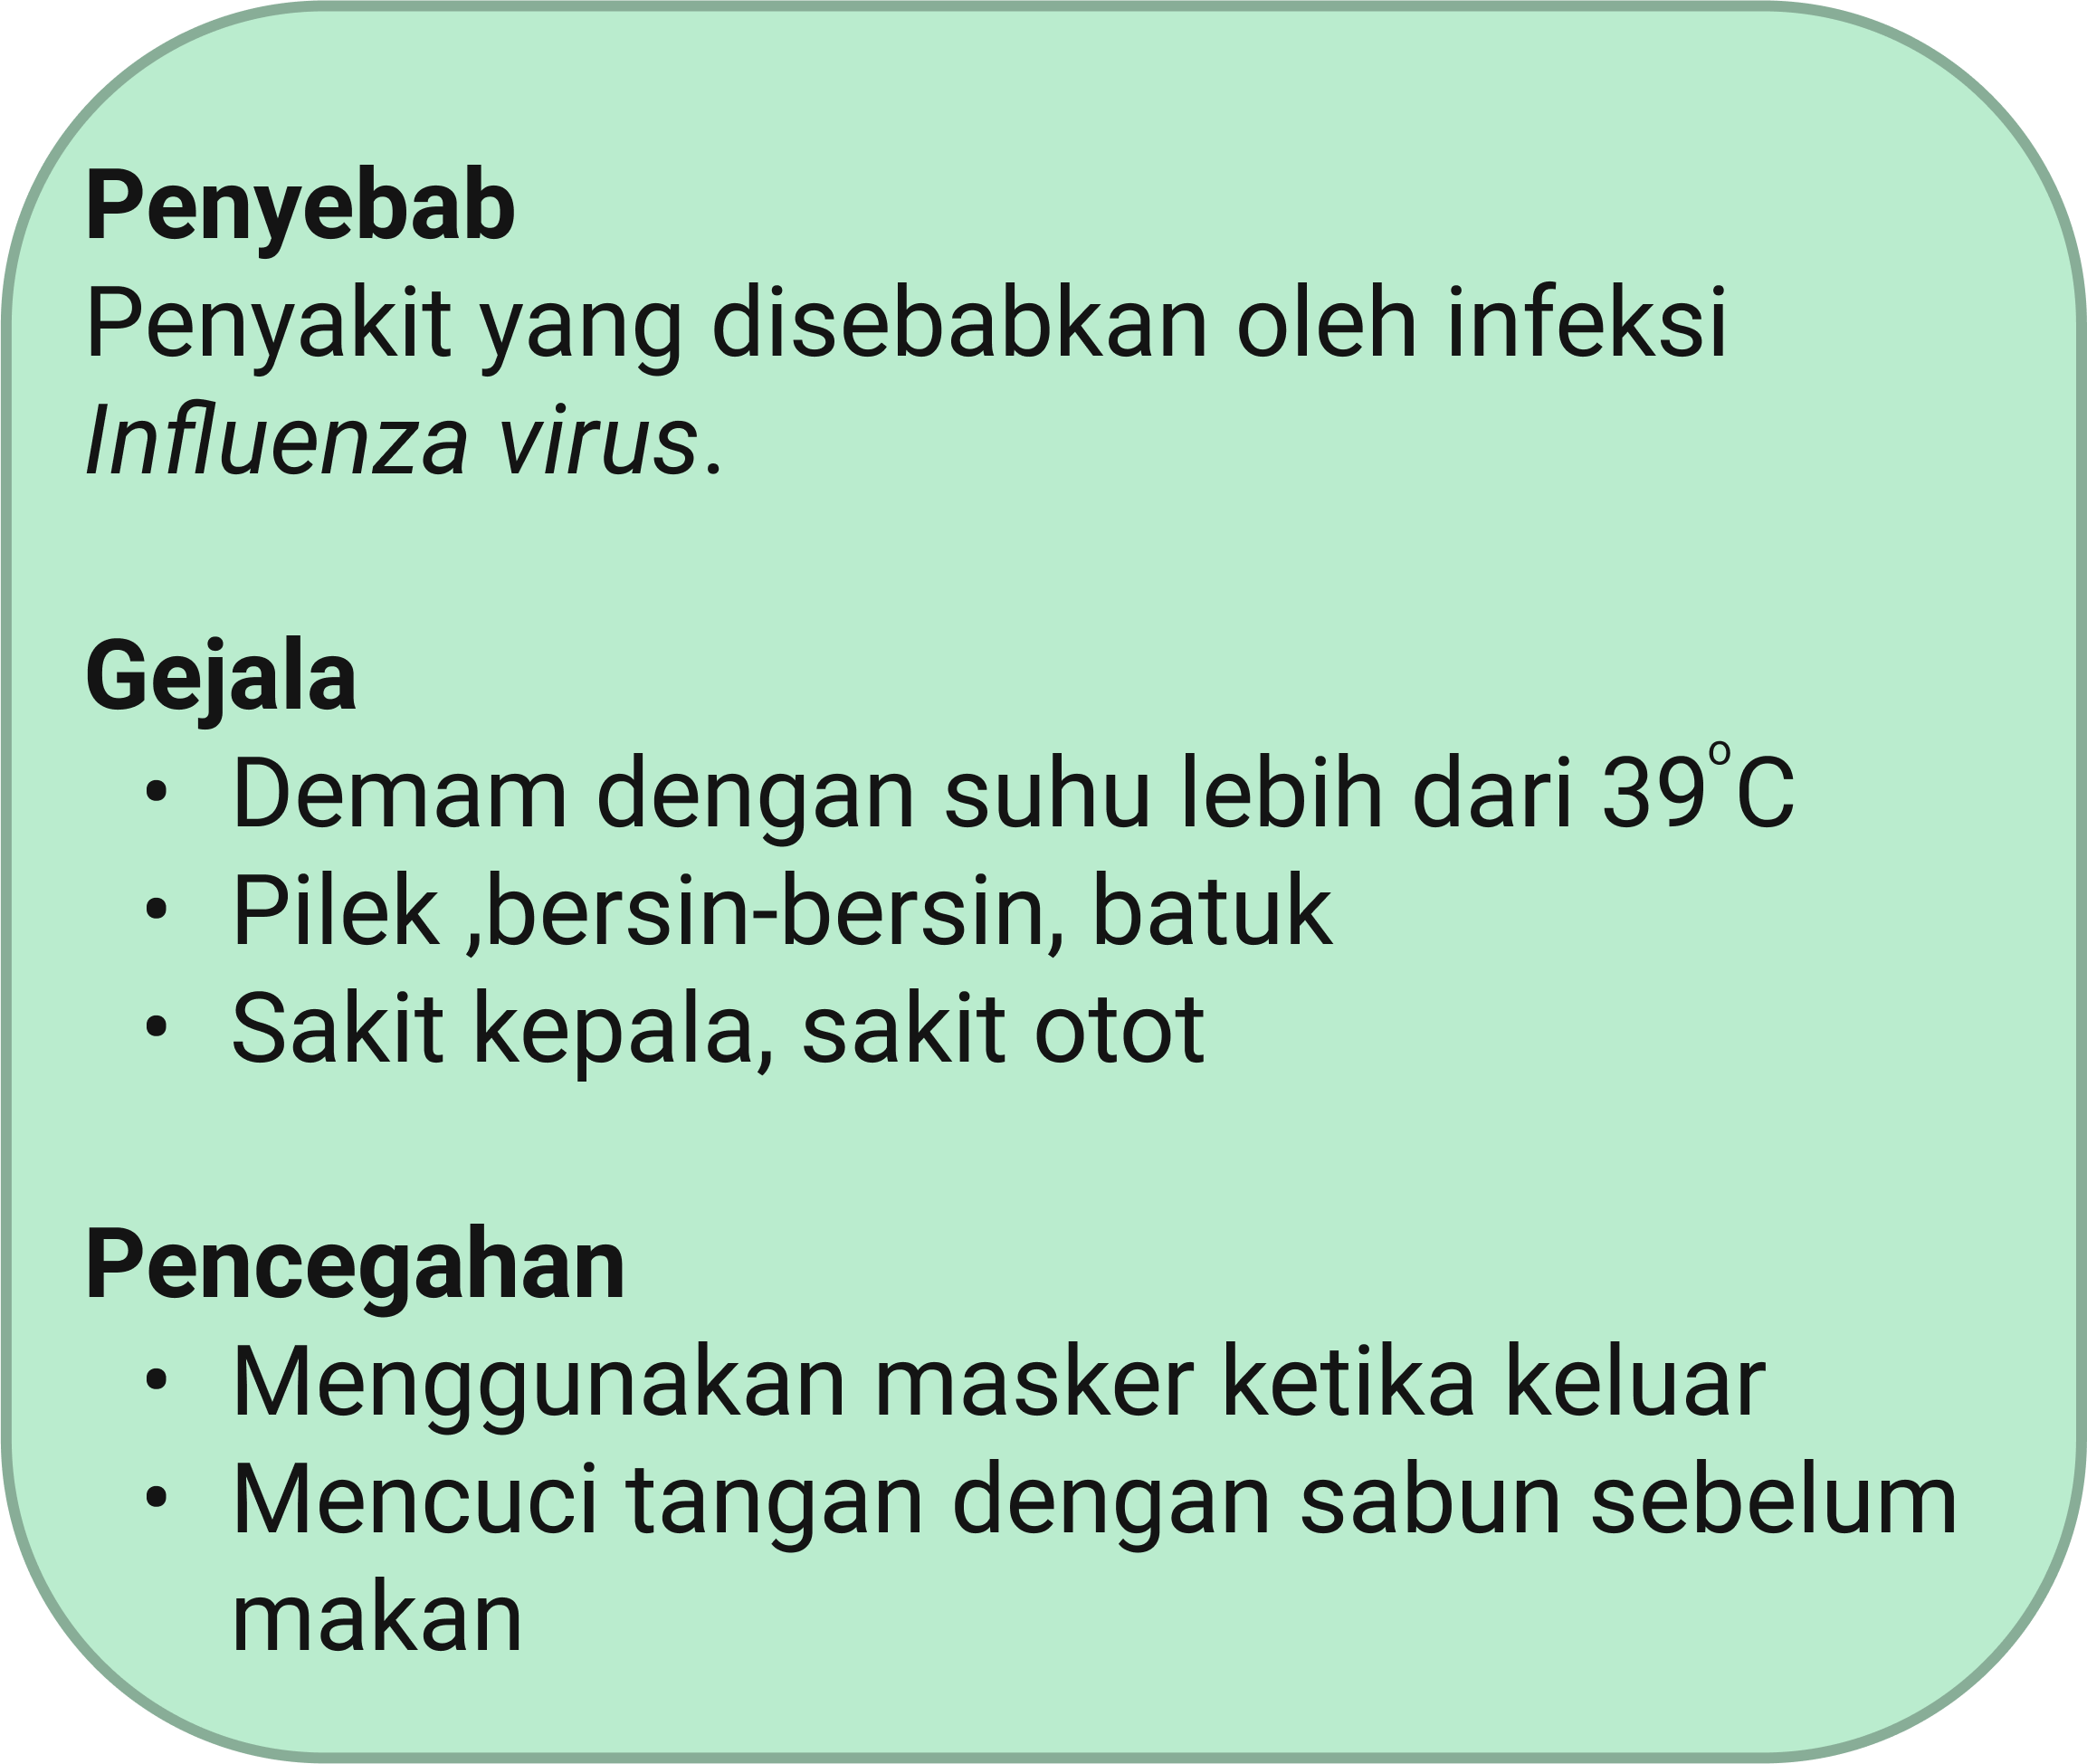 Penyebab
Penyakit yang disebabkan oleh infeksi
Influenza virus.
Gejala
• Demam dengan suhu lebih dari 39°C
• Pilek ,bersin-bersin, batuk
• Sakit kepala, sakit otot
Pencegahan
• Menggunakan masker ketika keluar
• Mencuci tangan dengan sabun sebelum
makan